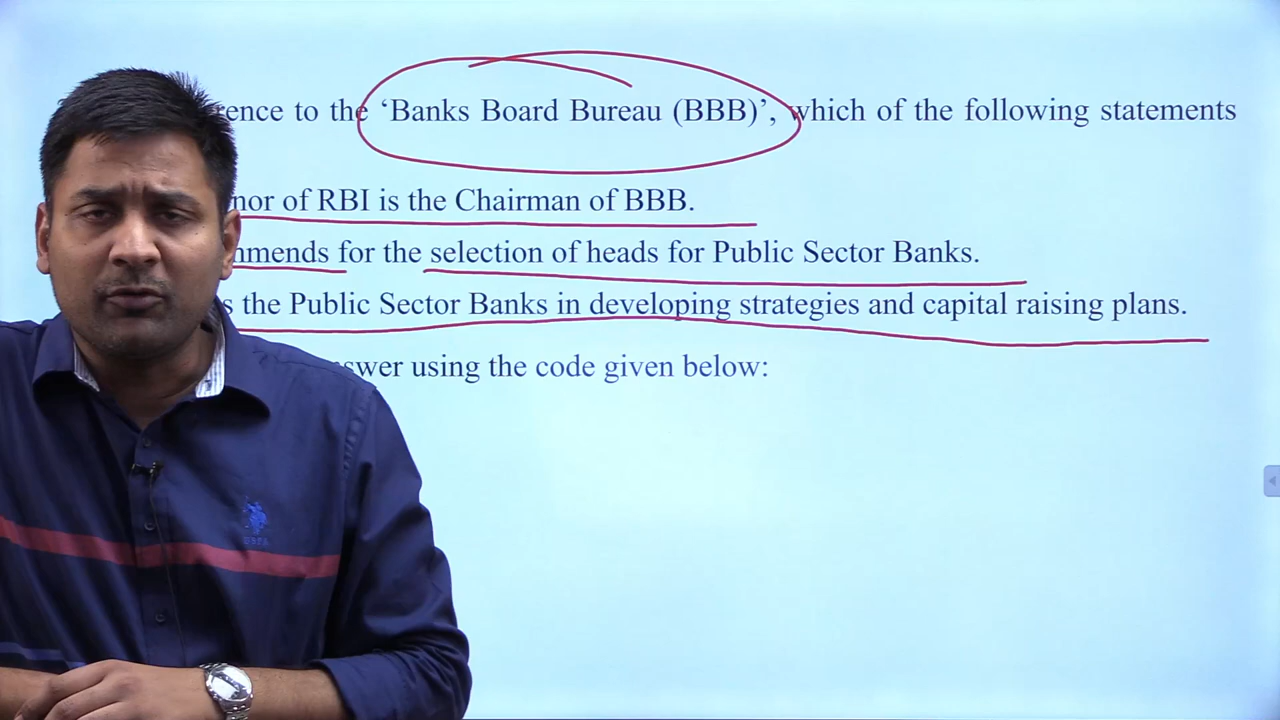 rence to the ‘Banks Board Bureau (BBB)’, which of the following statements
nor of RBI is the Chairman of BBB.
mmends for the selection of heads for Public Sector Banks.
s the Public Sector Banks in developing strategies and capital raising plans.
swer using the code given below: